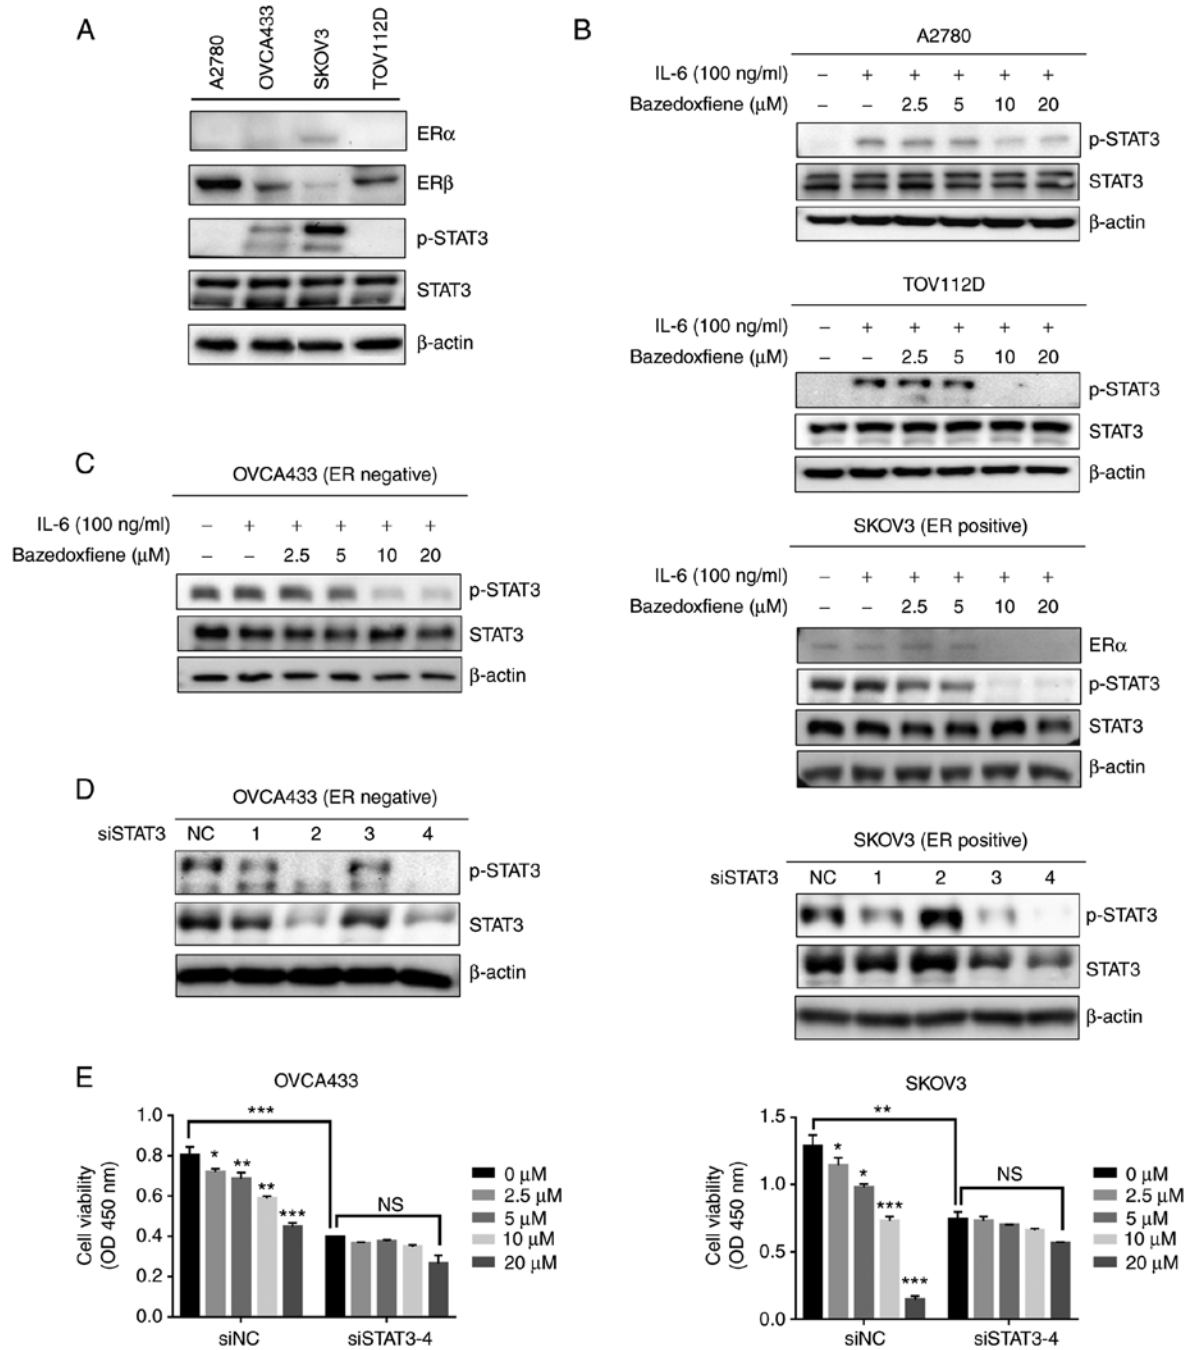 A
A2780
OVCA433
SKOV3
TOV112D
ERα
ERβ
p-STAT3
STAT3
β-actin
B
A2780
IL-6 (100 ng/ml) – + + + + +
Bazedoxfiene (μM) – – 2.5 5 10 20
p-STAT3
STAT3
β-actin
TOV112D
IL-6 (100 ng/ml) – + + + + +
Bazedoxfiene (μM) – – 2.5 5 10 20
p-STAT3
STAT3
β-actin
SKOV3 (ER positive)
IL-6 (100 ng/ml) – + + + + +
Bazedoxfiene (μM) – – 2.5 5 10 20
ERα
p-STAT3
STAT3
β-actin
C
OVCA433 (ER negative)
IL-6 (100 ng/ml) – + + + + +
Bazedoxfiene (μM) – – 2.5 5 10 20
p-STAT3
STAT3
β-actin
D
OVCA433 (ER negative)
siSTAT3 NC 1 2 3 4
p-STAT3
STAT3
β-actin
SKOV3 (ER positive)
siSTAT3 NC 1 2 3 4
p-STAT3
STAT3
β-actin
E
OVCA433
Cell viability
(OD 450 nm)
1.0
0.8
0.6
0.4
0.2
0.0
***
* ** ** ***
NS
siNC siSTAT3-4
0 μM
2.5 μM
5 μM
10 μM
20 μM
SKOV3
Cell viability
(OD 450 nm)
1.5
1.0
0.5
0.0
**
* * *** ***
NS
siNC siSTAT3-4
0 μM
2.5 μM
5 μM
10 μM
20 μM